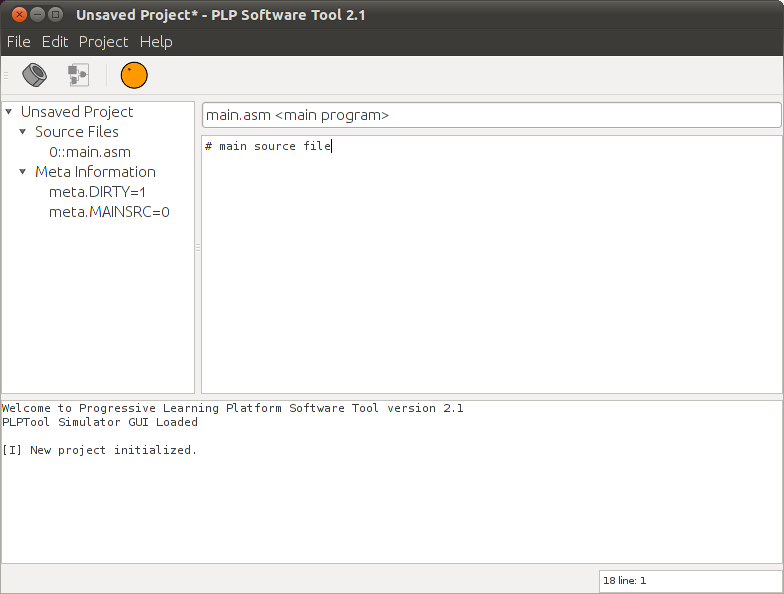 Unsaved Project* - PLP Software Tool 2.1
File Edit Project Help
Unsaved Project
Source Files
0::main.asm
Meta Information
meta.DIRTY=1
meta.MAINSRC=0
main.asm <main program>
# main source file
Welcome to Progressive Learning Platform Software Tool version 2.1
PLPTool Simulator GUI Loaded
[I] New project initialized.
18 line: 1